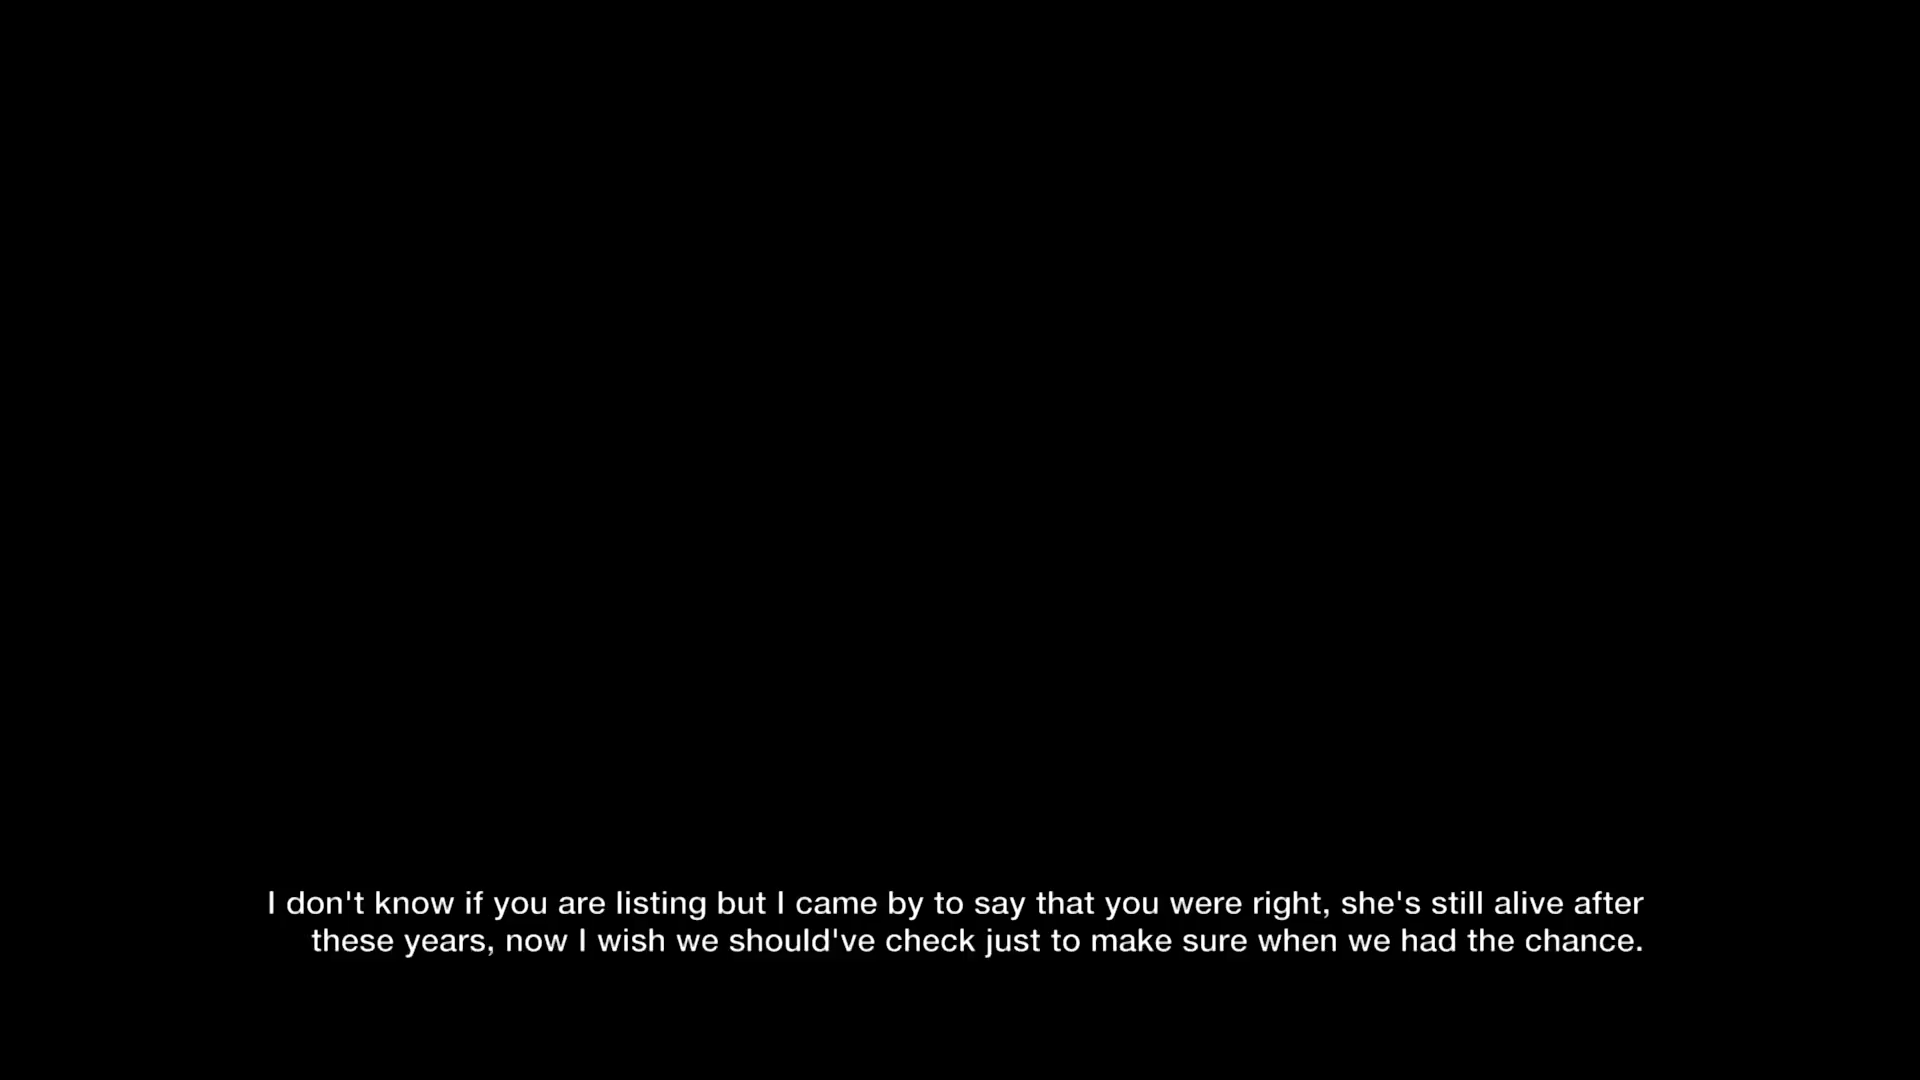 I don't know if you are listing but I came by to say that you were right, she's still alive after
these years, now I wish we should've check just to make sure when we had the chance.